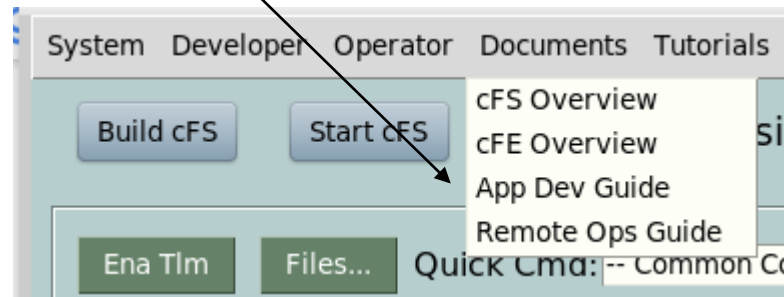 System Developer Operator Documents Tutorials
Build cFS Start cFS
cFS Overview
cFE Overview
App Dev Guide
Remote Ops Guide
Ena Tlm Files... Quick Cmd: -- Common